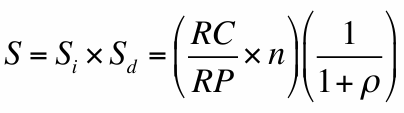 S = S_i × S_d = (RC/RP × n)(1/(1 + ρ))